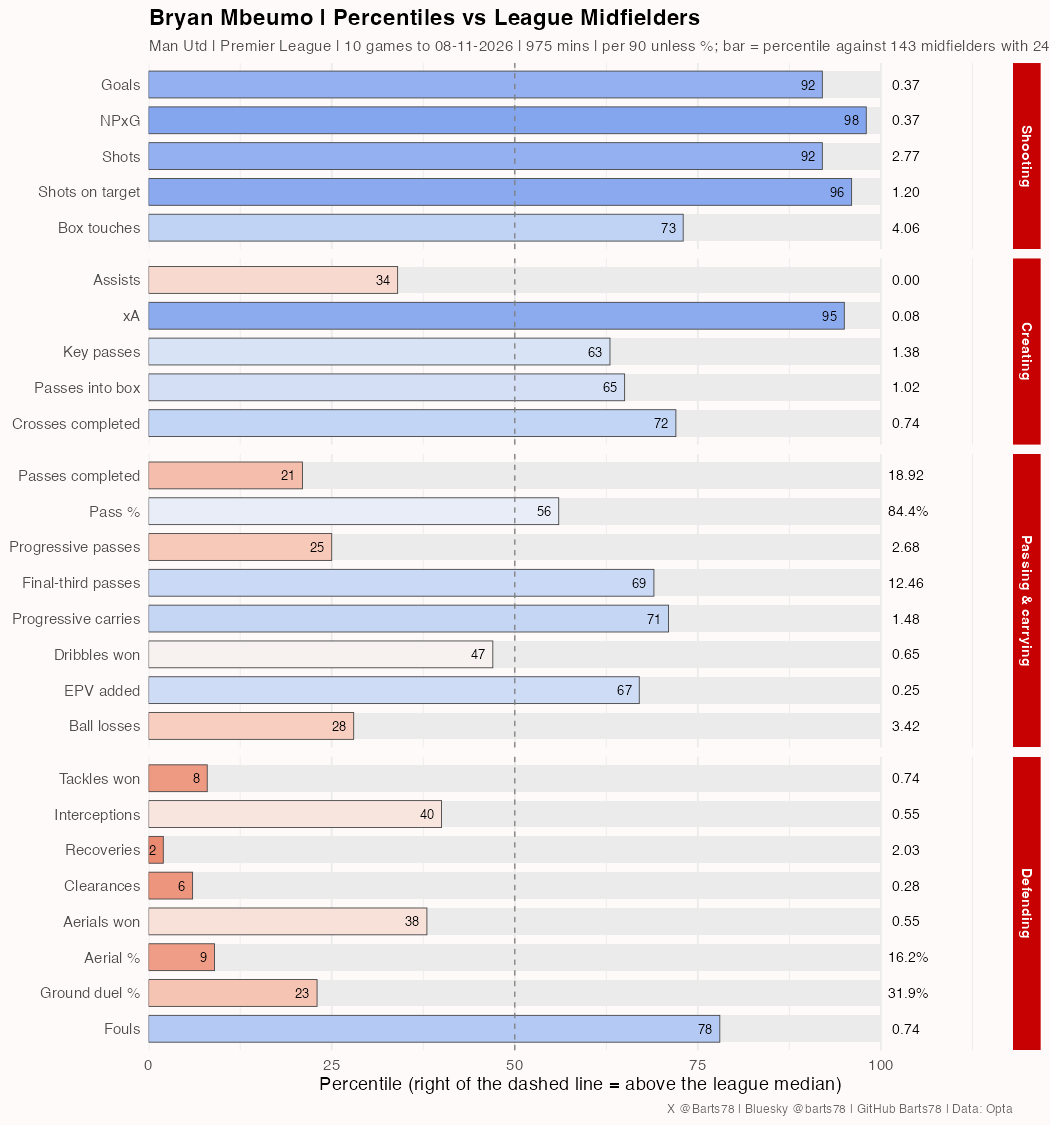 Bryan Mbeumo | Percentiles vs League Midfielders
Man Utd | Premier League | 10 games to 08-11-2026 | 975 mins | per 90 unless %; bar = percentile against 143 midfielders with 24
Shooting
Goals 92 0.37
NPxG 98 0.37
Shots 92 2.77
Shots on target 96 1.20
Box touches 73 4.06
Creating
Assists 34 0.00
xA 95 0.08
Key passes 63 1.38
Passes into box 65 1.02
Crosses completed 72 0.74
Passing & carrying
Passes completed 21 18.92
Pass % 56 84.4%
Progressive passes 25 2.68
Final-third passes 69 12.46
Progressive carries 71 1.48
Dribbles won 47 0.65
EPV added 67 0.25
Ball losses 28 3.42
Defending
Tackles won 8 0.74
Interceptions 40 0.55
Recoveries 2 2.03
Clearances 6 0.28
Aerials won 38 0.55
Aerial % 9 16.2%
Ground duel % 23 31.9%
Fouls 78 0.74
0 25 50 75 100
Percentile (right of the dashed line = above the league median)
X @Barts78 | Bluesky @barts78 | GitHub Barts78 | Data: Opta